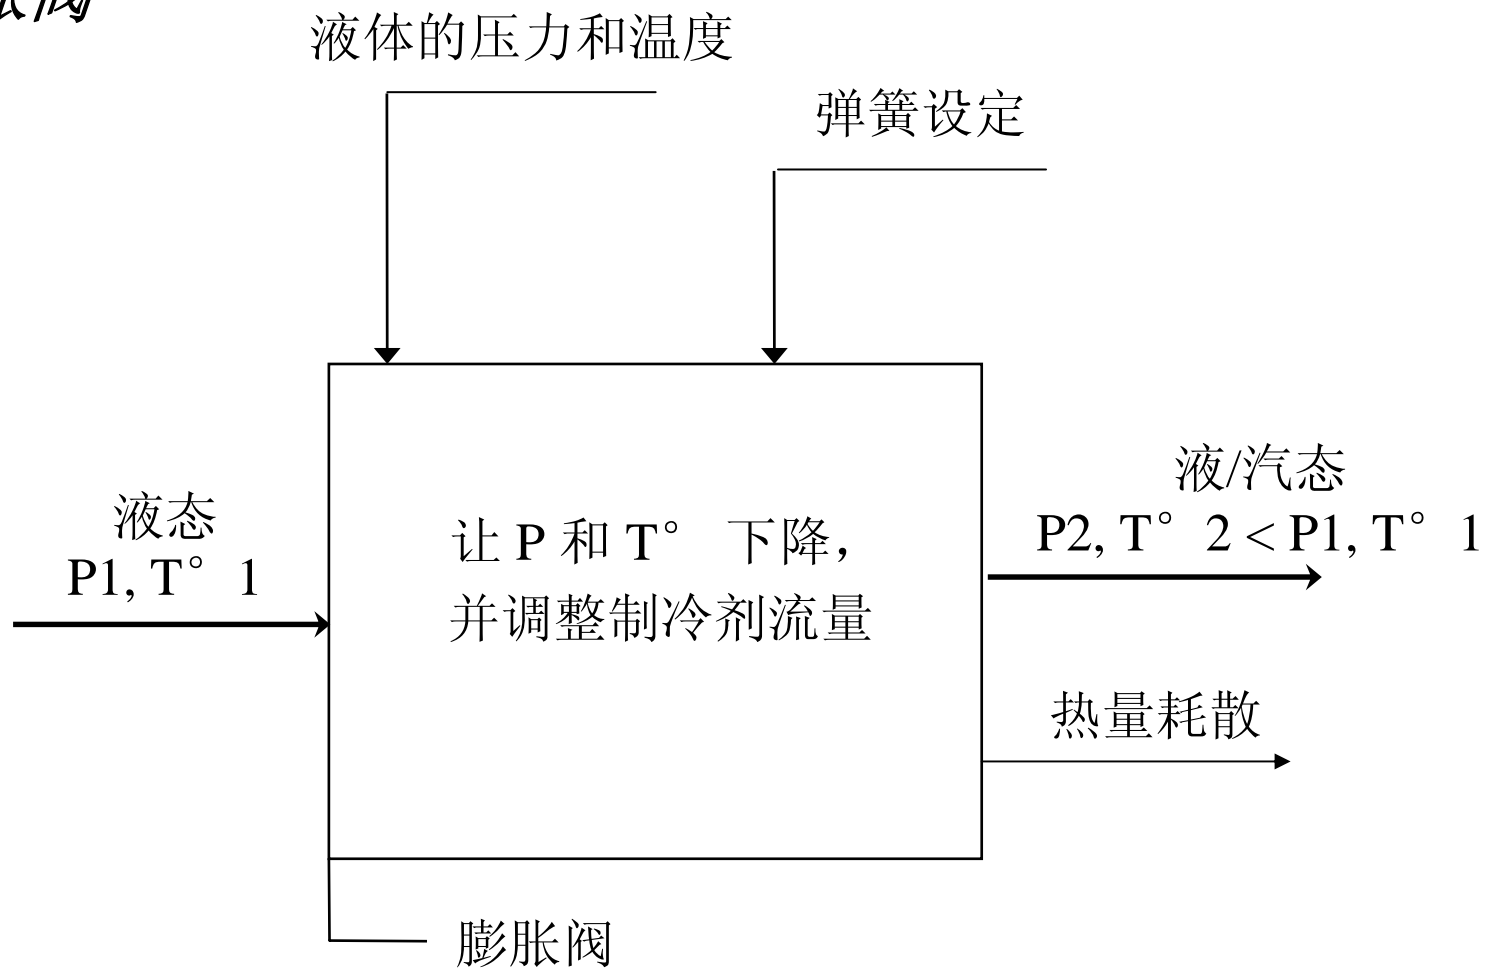 胀阀
液体的压力和温度
弹簧设定
液/汽态
P2, T° 2 < P1, T° 1
液态
P1, T° 1
让 P 和 T° 下降，
并调整制冷剂流量
热量耗散
膨胀阀